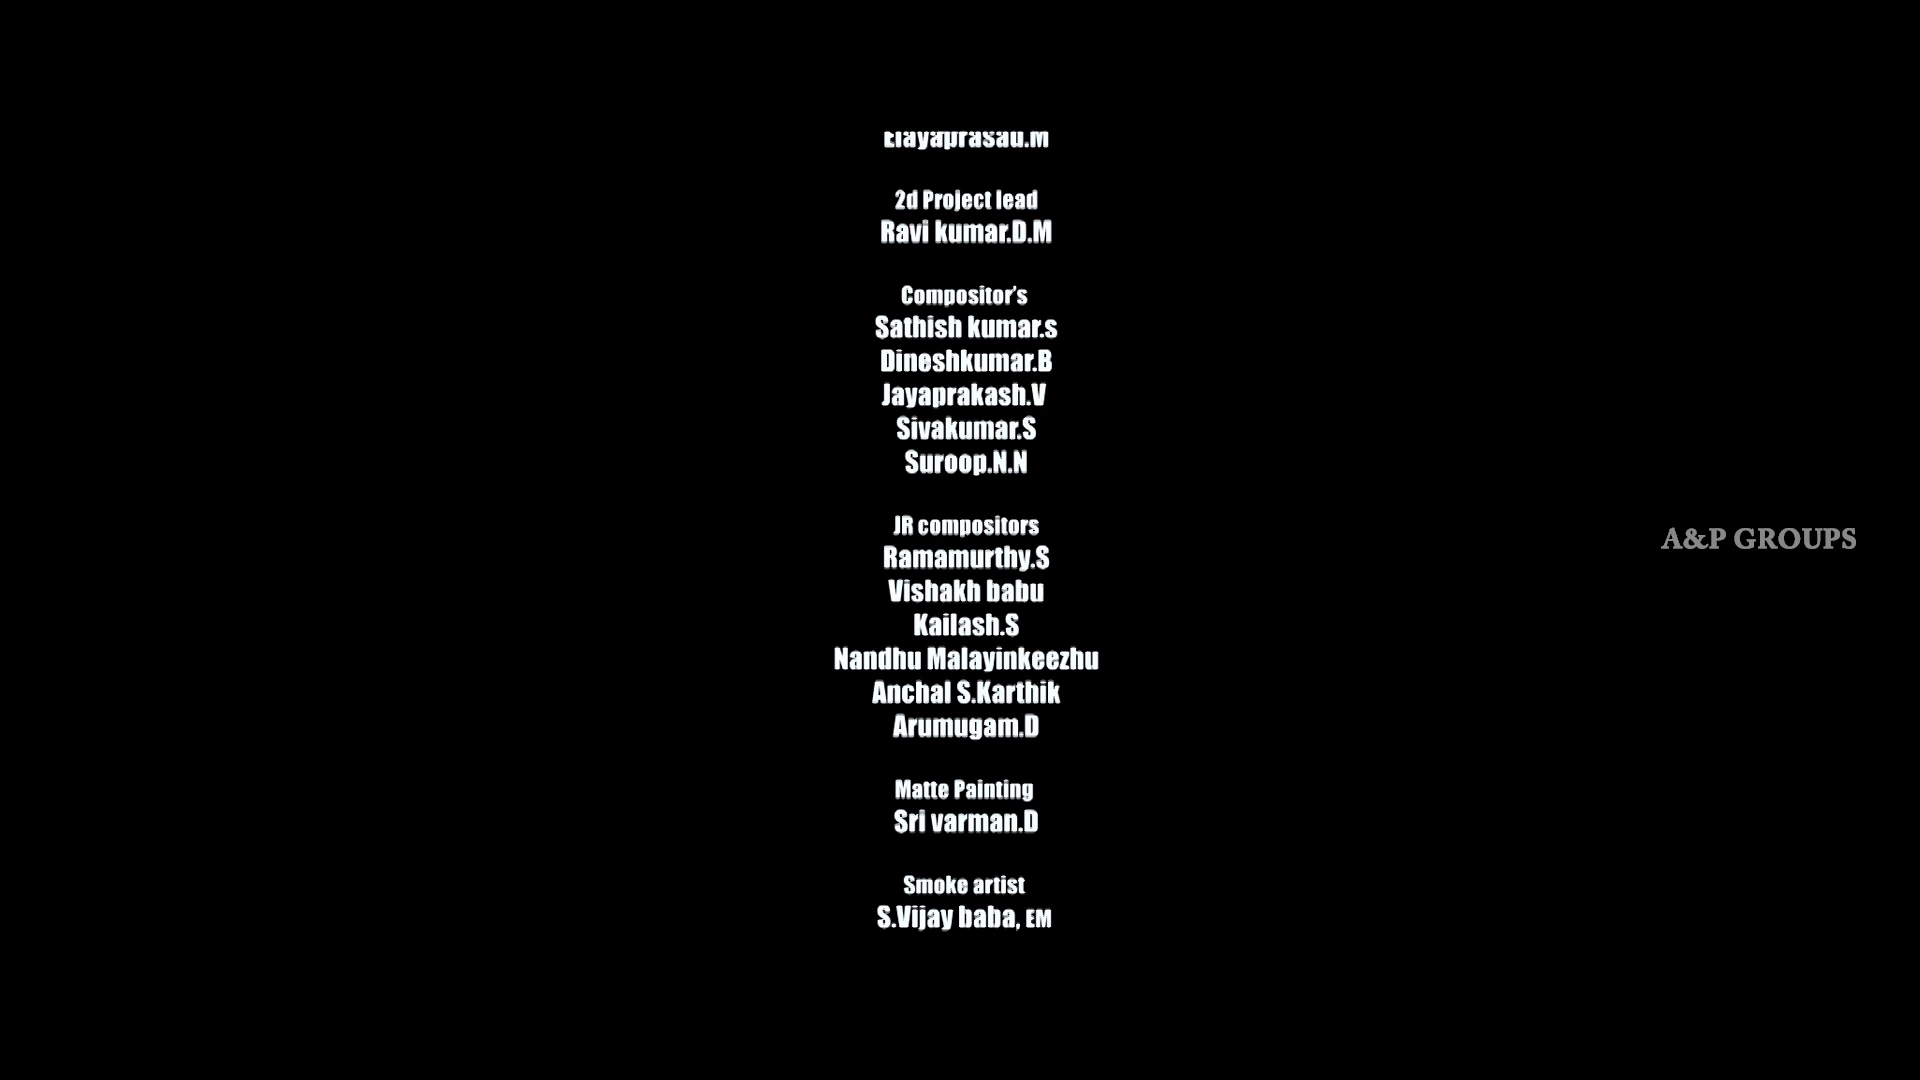 Elayaprasad.M
2d Project lead
Ravi kumar.D.M
Compositor's
Sathish kumar.s
Dineshkumar.B
Jayaprakash.V
Sivakumar.S
Suroop.N.N
JR compositors
Ramamurthy.S
Vishakh babu
Kailash.S
Nandhu Malayinkeezhu
Anchal S.Karthik
Arumugam.D
Matte Painting
Sri varman.D
Smoke artist
S.Vijay baba, EM
A&P GROUPS